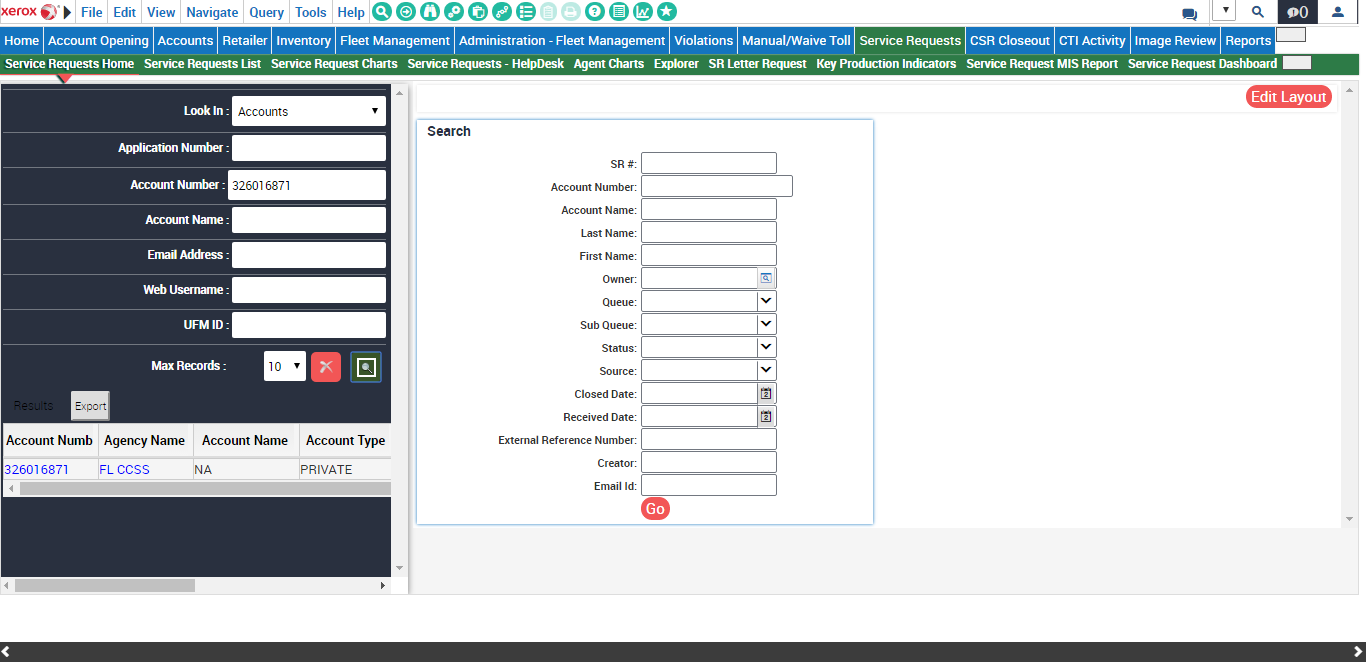 xerox File Edit View Navigate Query Tools Help 0
Home Account Opening Accounts Retailer Inventory Fleet Management Administration - Fleet Management Violations Manual/Waive Toll Service Requests CSR Closeout CTI Activity Image Review Reports
Service Requests Home Service Requests List Service Request Charts Service Requests - HelpDesk Agent Charts Explorer SR Letter Request Key Production Indicators Service Request MIS Report Service Request Dashboard
Look In : Accounts
Application Number :
Account Number : 326016871
Account Name :
Email Address :
Web Username :
UFM ID :
Max Records : 10
Results Export
Account Numb Agency Name Account Name Account Type
326016871 FL CCSS NA PRIVATE
Edit Layout
Search
SR #:
Account Number:
Account Name:
Last Name:
First Name:
Owner:
Queue:
Sub Queue:
Status:
Source:
Closed Date: 2
Received Date: 2
External Reference Number:
Creator:
Email Id:
Go